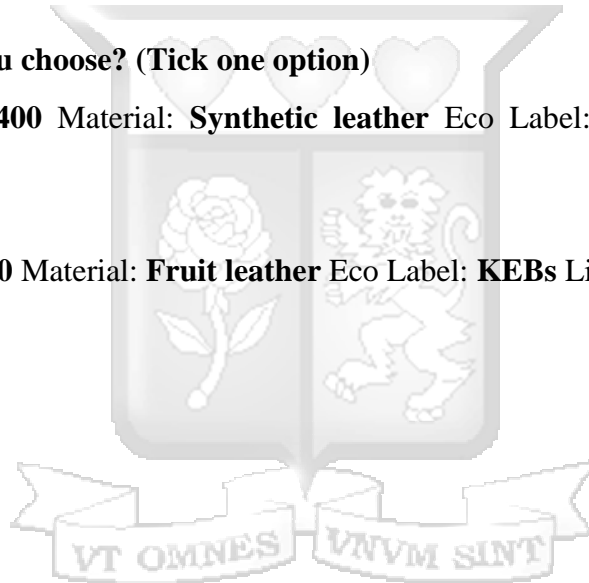 u choose? (Tick one option)
400 Material: Synthetic leather Eco Label:
0 Material: Fruit leather Eco Label: KEBs Li
VT OMNES VNVM SINT